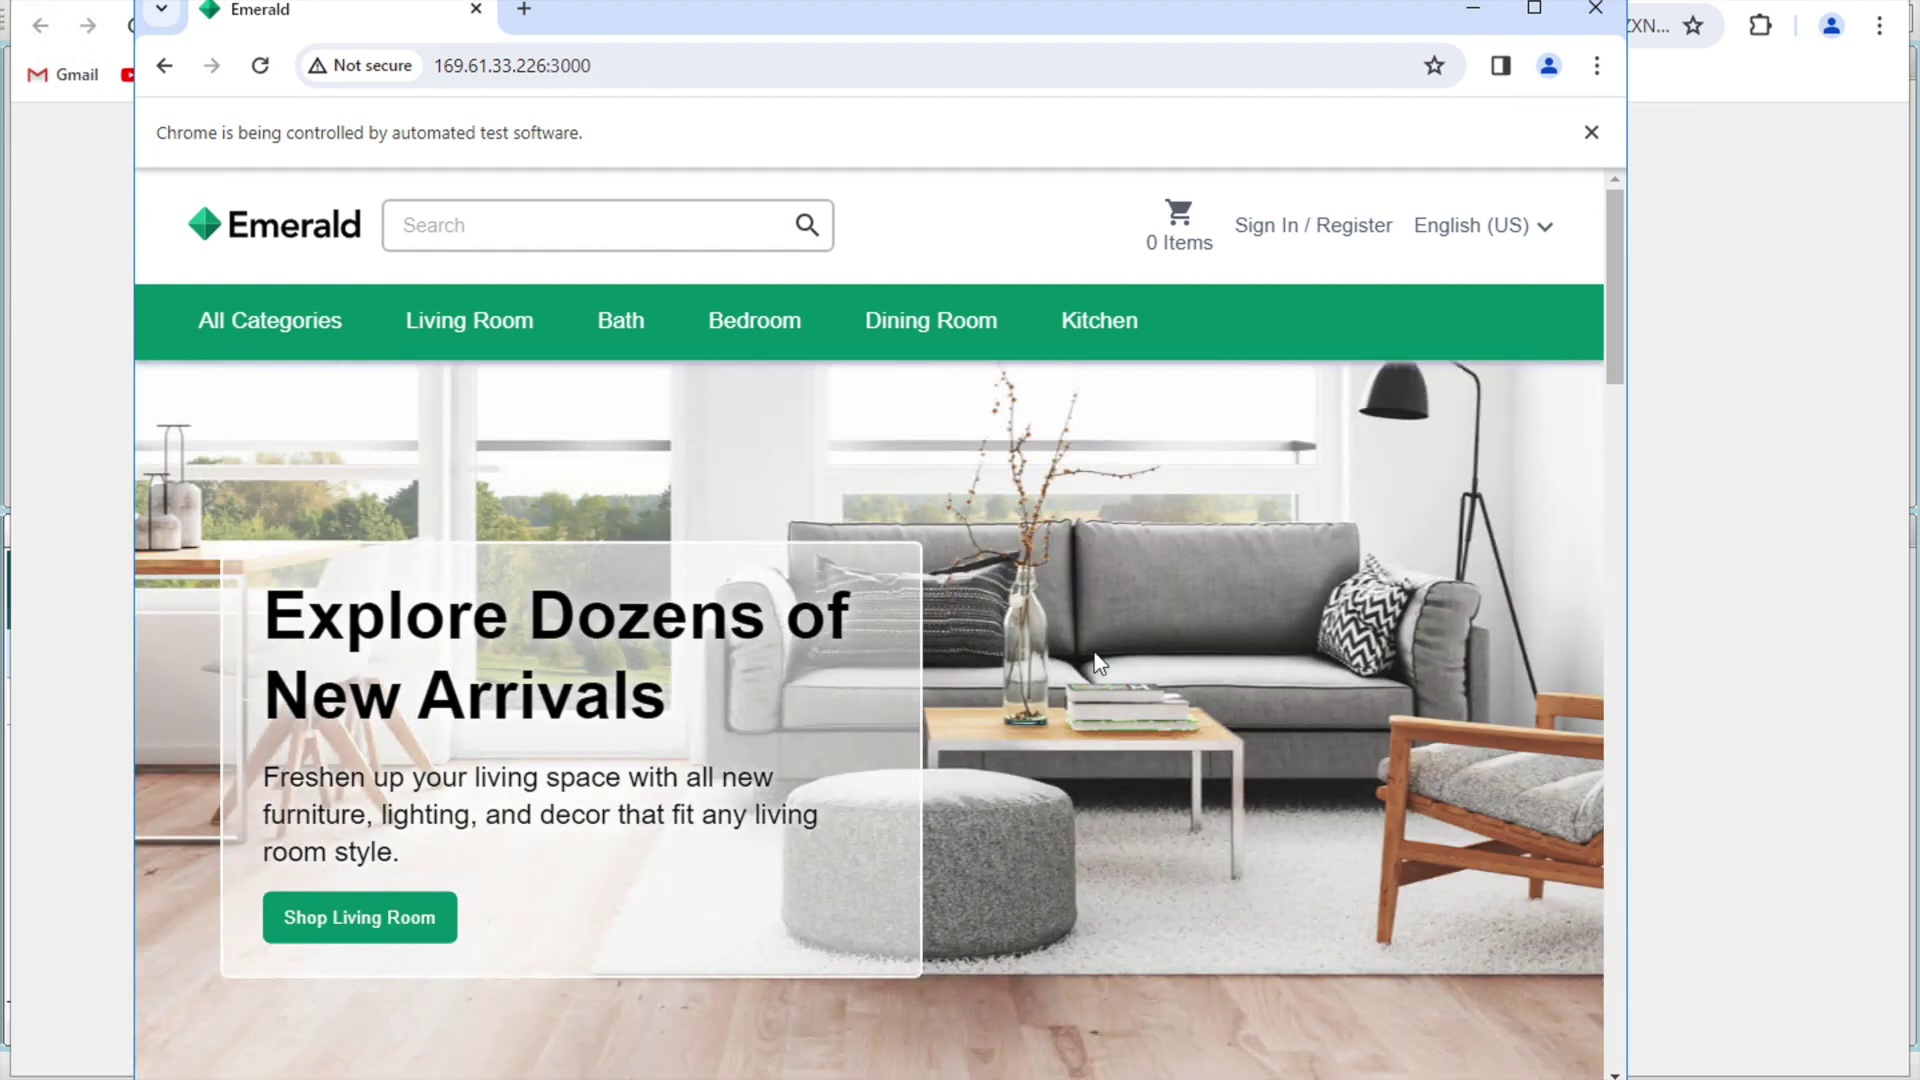 Emerald
Gmail
ZXN...
Not secure
169.61.33.226:3000
Chrome is being controlled by automated test software.
Emerald
Search
0 Items
Sign In / Register
English (US)
All Categories
Living Room
Bath
Bedroom
Dining Room
Kitchen
Explore Dozens of
New Arrivals
Freshen up your living space with all new
furniture, lighting, and decor that fit any living
room style.
Shop Living Room